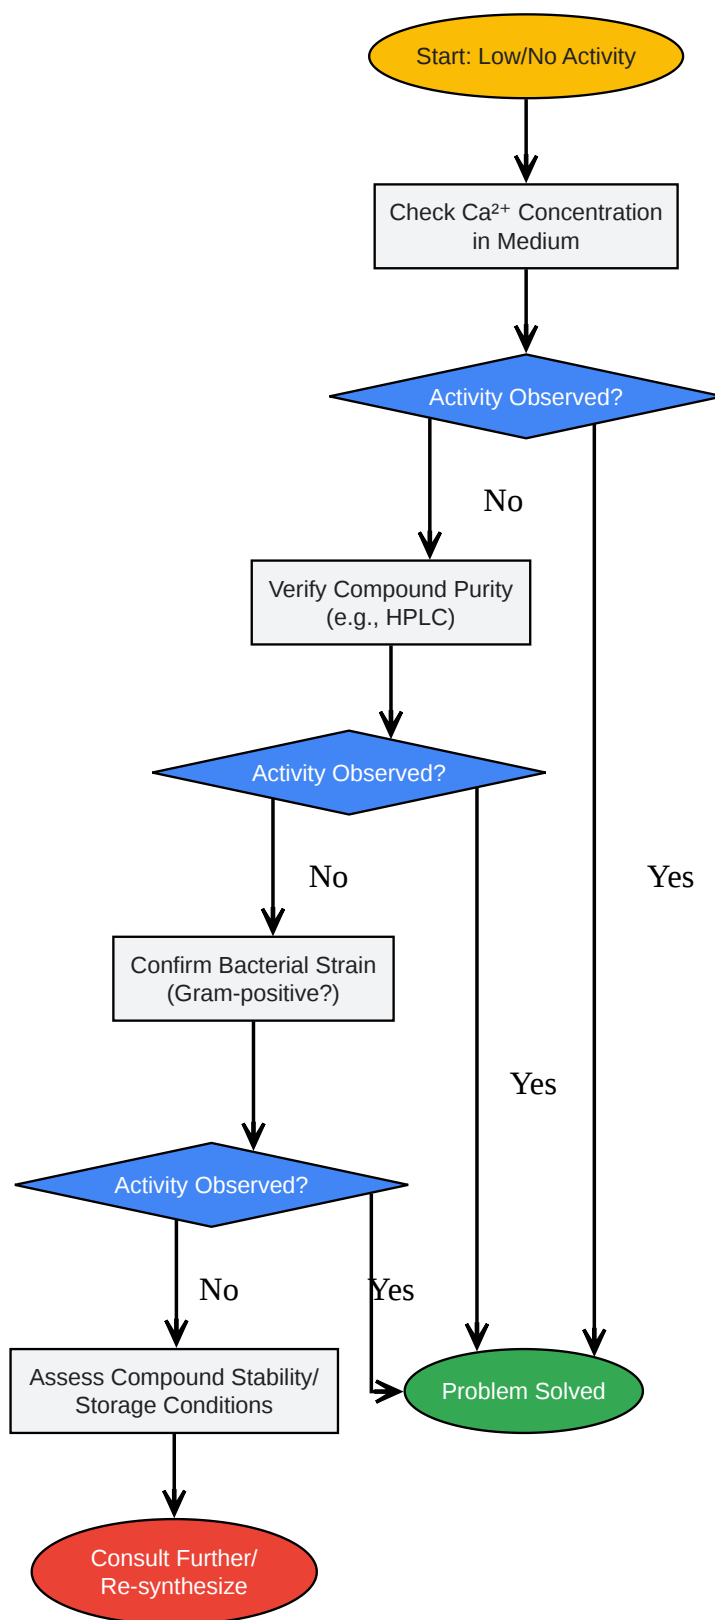 Start: Low/No Activity
Check Ca²⁺ Concentration
in Medium
Activity Observed?
No
Verify Compound Purity
(e.g., HPLC)
Activity Observed?
No
Yes
Confirm Bacterial Strain
(Gram-positive?)
Yes
Activity Observed?
No
Yes
Assess Compound Stability/
Storage Conditions
Problem Solved
Consult Further/
Re-synthesize